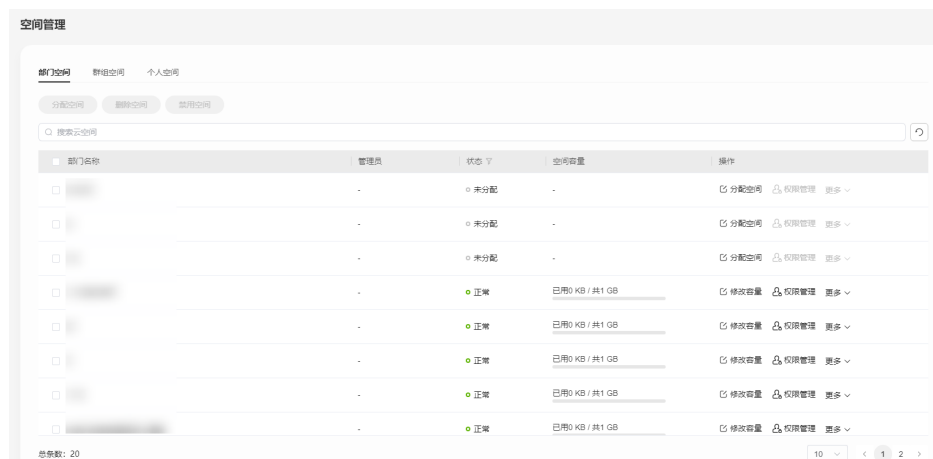 空间管理
部门空间 群组空间 个人空间
分配空间 删除空间 禁用空间
搜索云空间
部门名称 管理员 状态 空间容量 操作
- 未分配 - 分配空间 权限管理 更多
- 未分配 - 分配空间 权限管理 更多
- 未分配 - 分配空间 权限管理 更多
- 正常 已用0 KB / 共1 GB 修改容量 权限管理 更多
- 正常 已用0 KB / 共1 GB 修改容量 权限管理 更多
- 正常 已用0 KB / 共1 GB 修改容量 权限管理 更多
- 正常 已用0 KB / 共1 GB 修改容量 权限管理 更多
- 正常 已用0 KB / 共1 GB 修改容量 权限管理 更多
总条数: 20 10 1 2